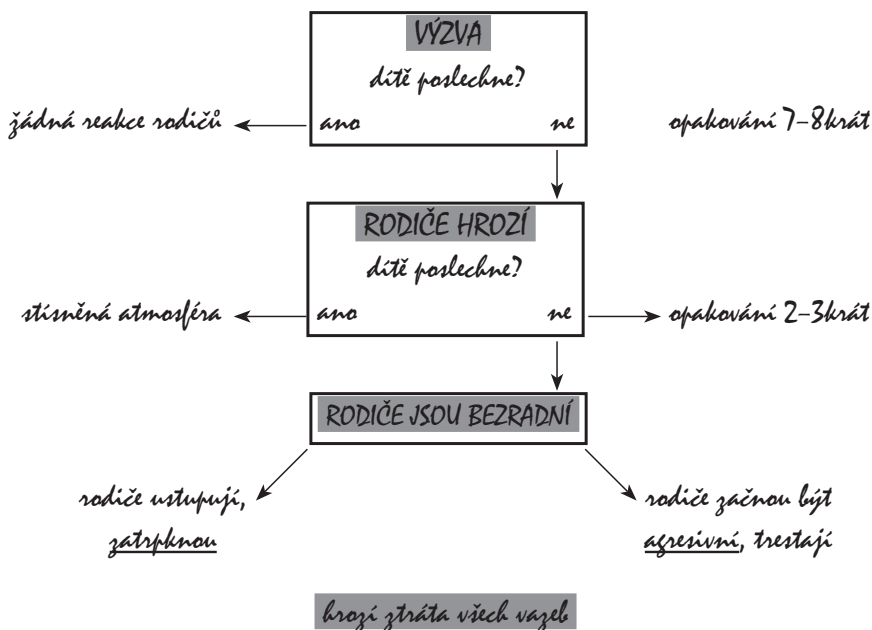 VÝZVA
dítě poslechne?
žádná reakce rodičů ano ne opakování 7–8krát
RODIČE HROZÍ
dítě poslechne?
stísněná atmosféra ano ne opakování 2–3krát
RODIČE JSOU BEZRADNÍ
rodiče ustupují,
zatrpknou
rodiče začnou být
agresivní, trestají
hrozí ztráta všech vazeb